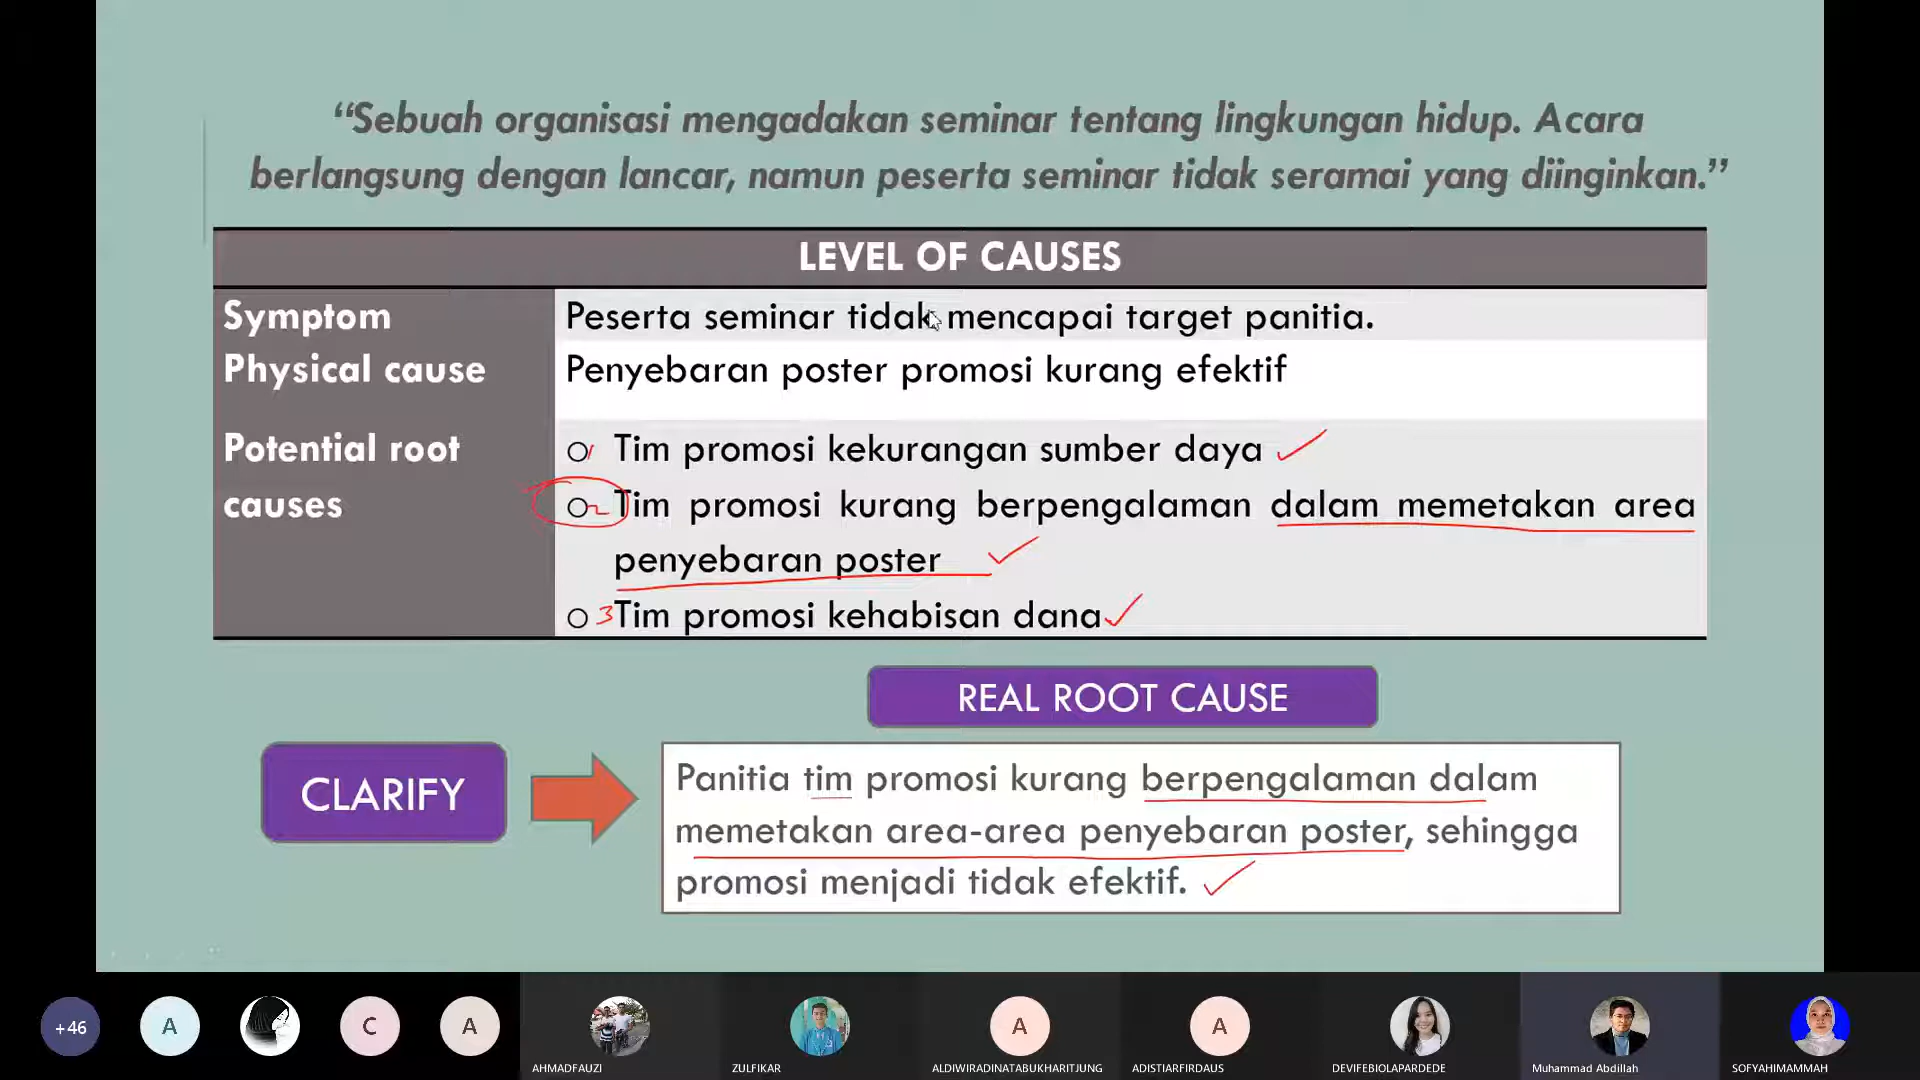 “Sebuah organisasi mengadakan seminar tentang lingkungan hidup. Acara
berlangsung dengan lancar, namun peserta seminar tidak seramai yang diinginkan.”
LEVEL OF CAUSES
Symptom
Peserta seminar tidak mencapai target panitia.
Physical cause
Penyebaran poster promosi kurang efektif
Potential root
causes
1 Tim promosi kekurangan sumber daya
2 Tim promosi kurang berpengalaman dalam memetakan area
penyebaran poster
3 Tim promosi kehabisan dana
REAL ROOT CAUSE
CLARIFY
Panitia tim promosi kurang berpengalaman dalam
memetakan area-area penyebaran poster, sehingga
promosi menjadi tidak efektif.
+46
A
C
A
A
A
AHMADFAUZI
ZULFIKAR
ALDIWIRADINATABUKHARITJUNG
ADISTIARFIRDAUS
DEVIFEBIOLAPARDEDE
Muhammad Abdillah
SOFYAHIMAMMAH